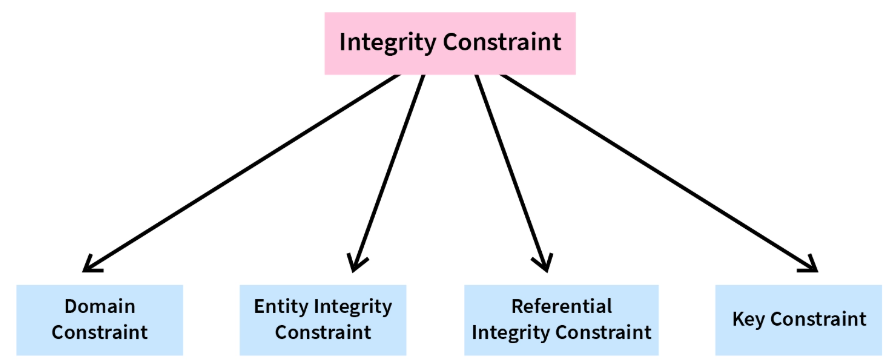 Integrity Constraint
Domain
Constraint
Entity Integrity
Constraint
Referential
Integrity Constraint
Key Constraint